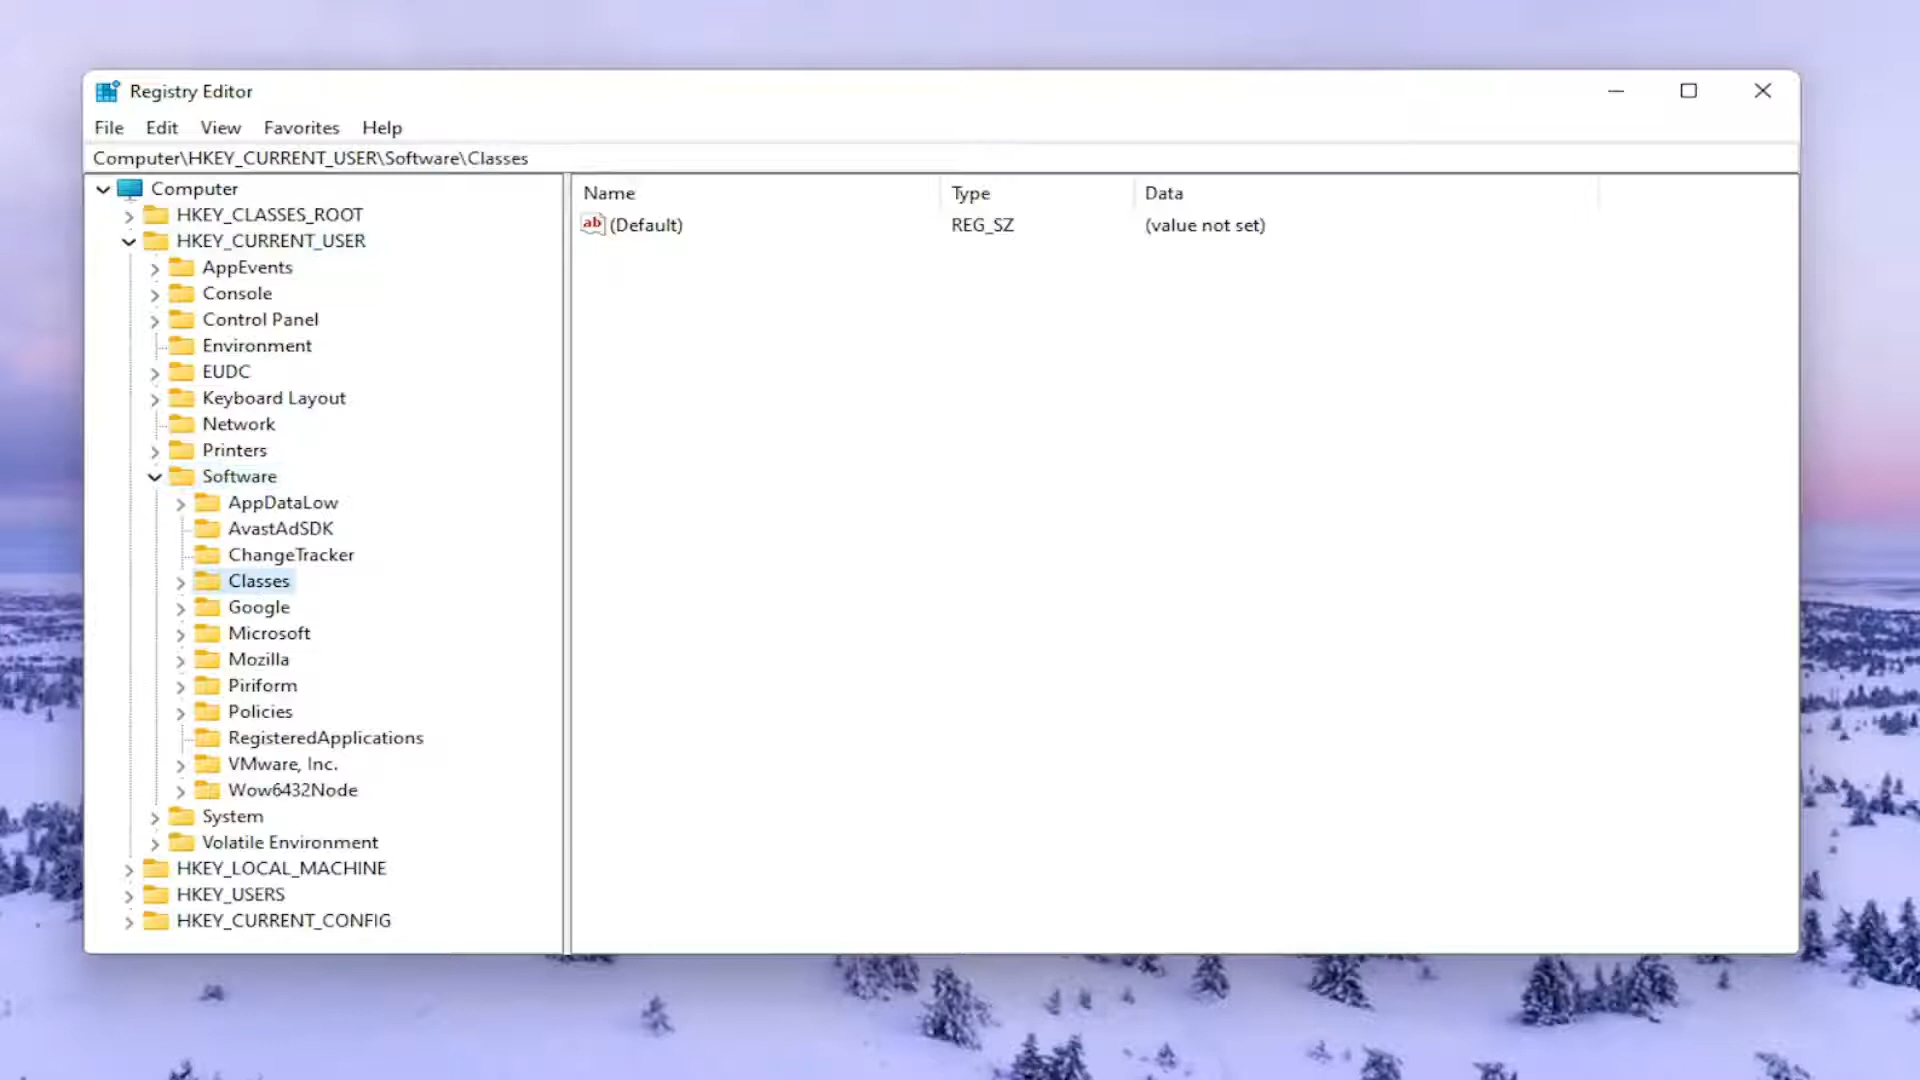 Registry Editor
File Edit View Favorites Help
Computer\HKEY_CURRENT_USER\Software\Classes
Computer
HKEY_CLASSES_ROOT
HKEY_CURRENT_USER
AppEvents
Console
Control Panel
Environment
EUDC
Keyboard Layout
Network
Printers
Software
AppDataLow
AvastAdSDK
ChangeTracker
Classes
Google
Microsoft
Mozilla
Piriform
Policies
RegisteredApplications
VMware, Inc.
Wow6432Node
System
Volatile Environment
HKEY_LOCAL_MACHINE
HKEY_USERS
HKEY_CURRENT_CONFIG
Name Type Data
ab (Default) REG_SZ (value not set)